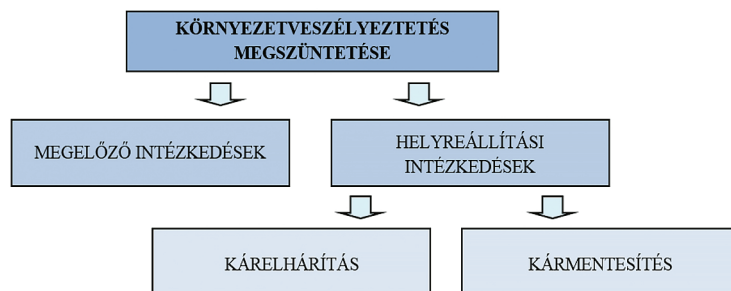 KÖRNYEZETVESZÉLYEZTETÉS
MEGSZÜNTETÉSE
MEGELŐZŐ INTÉZKEDÉSEK
HELYREÁLLÍTÁSI
INTÉZKEDÉSEK
KÁRELHÁRÍTÁS
KÁRMENTESÍTÉS